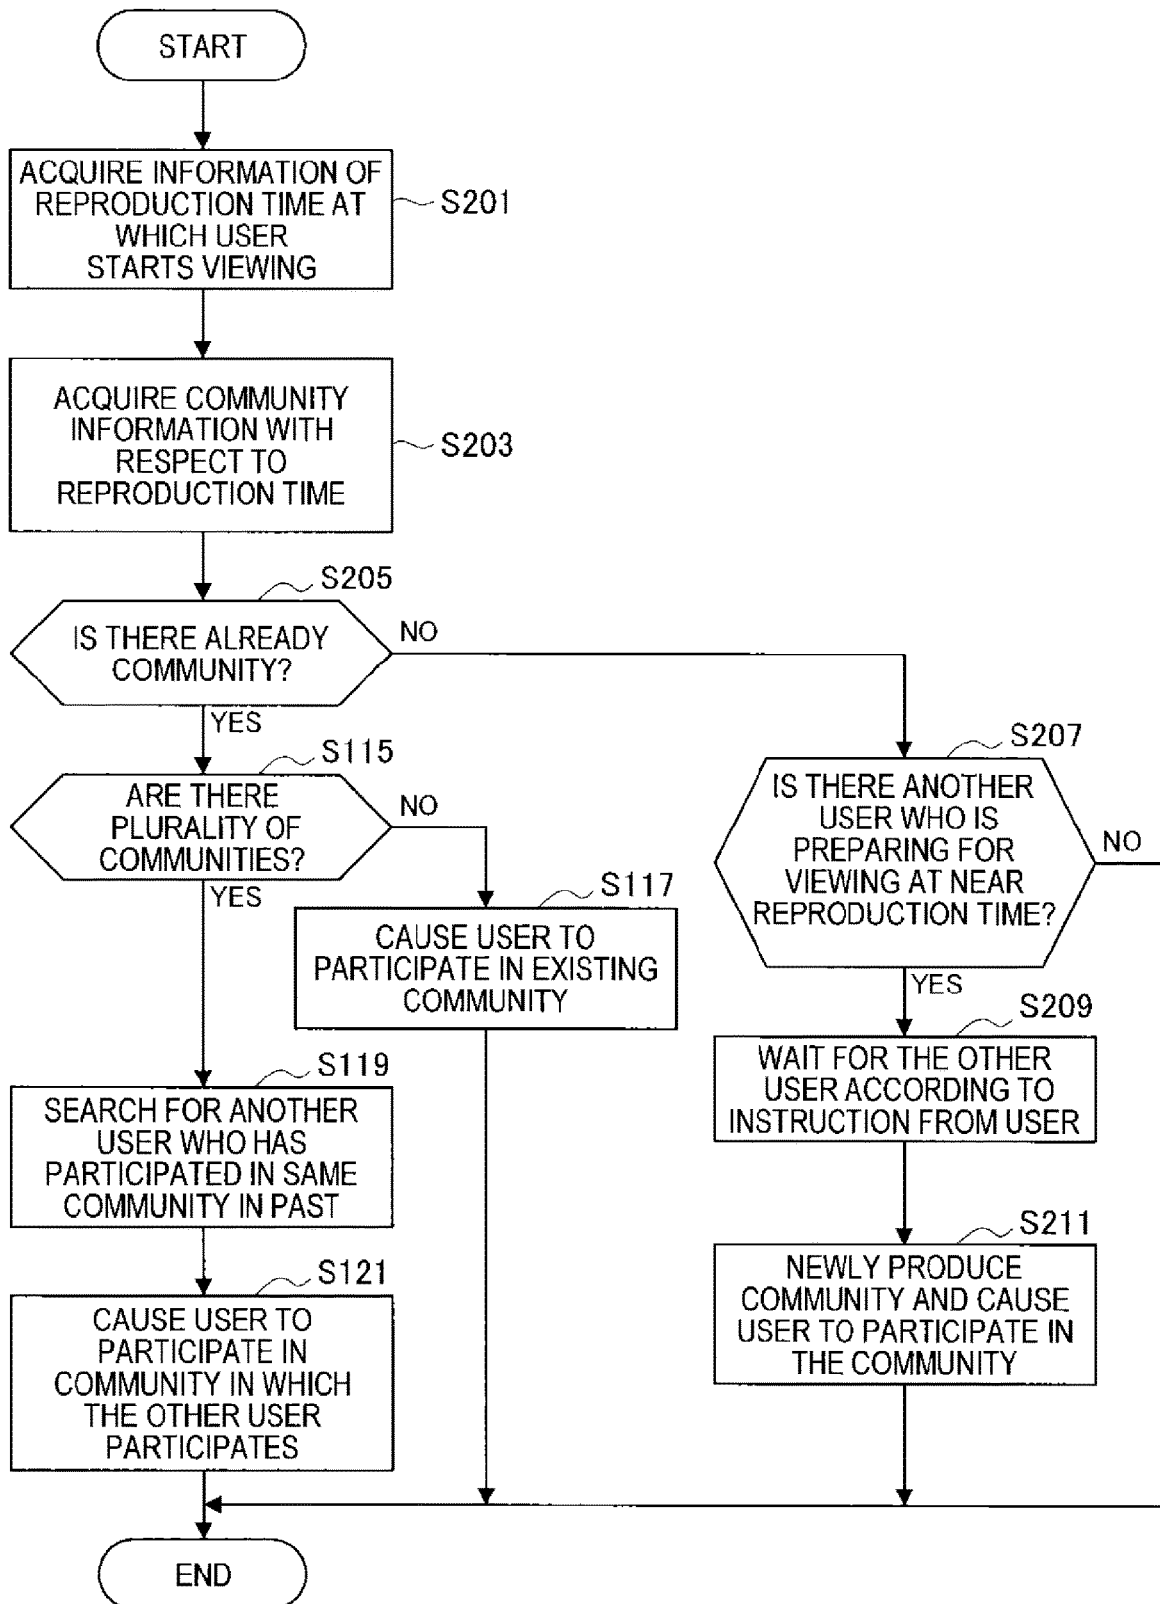 START
ACQUIRE INFORMATION OF
REPRODUCTION TIME AT
WHICH USER
STARTS VIEWING
S201
ACQUIRE COMMUNITY
INFORMATION WITH
RESPECT TO
REPRODUCTION TIME
S203
S205
IS THERE ALREADY
COMMUNITY?
NO
YES
S115
ARE THERE
PLURALITY OF
COMMUNITIES?
NO
YES
S117
CAUSE USER TO
PARTICIPATE IN EXISTING
COMMUNITY
S119
SEARCH FOR ANOTHER
USER WHO HAS
PARTICIPATED IN SAME
COMMUNITY IN PAST
S121
CAUSE USER TO
PARTICIPATE IN
COMMUNITY IN WHICH
THE OTHER USER
PARTICIPATES
S207
IS THERE ANOTHER
USER WHO IS
PREPARING FOR
VIEWING AT NEAR
REPRODUCTION TIME?
NO
YES
S209
WAIT FOR THE OTHER
USER ACCORDING TO
INSTRUCTION FROM USER
S211
NEWLY PRODUCE
COMMUNITY AND CAUSE
USER TO PARTICIPATE IN
THE COMMUNITY
END